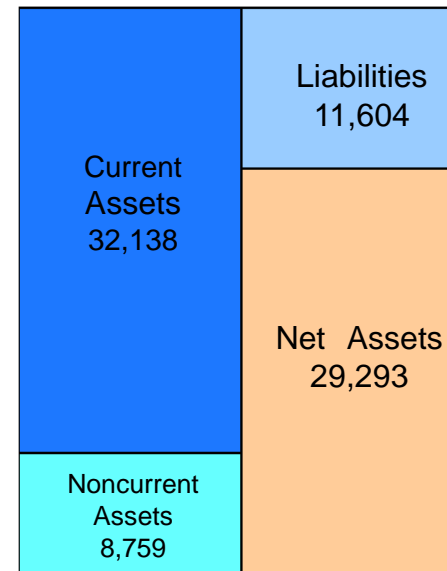 Current
Assets
32,138
Noncurrent
Assets
8,759
Liabilities
11,604
Net Assets
29,293